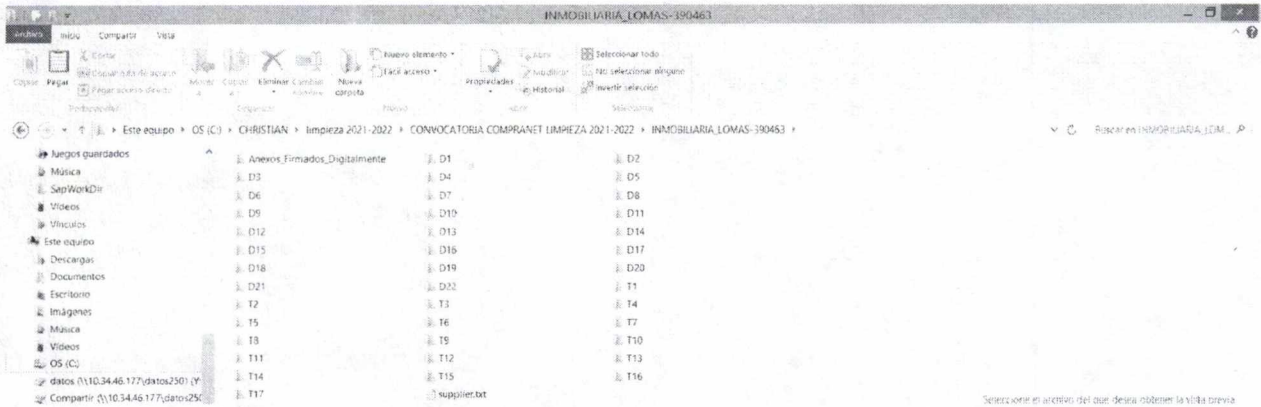 INMOBILIARIA_LOMAS-390463
Archivo Inicio Compartir Vista
Cortar
Copiar Pegar
Mover Copiar Eliminar Cambiar
Nueva carpeta
Nuevo elemento
Fácil acceso
Propiedades
Abrir
Modificar
Historial
Seleccionar todo
No seleccionar ninguno
Invertir selección
Este equipo OS (C:) CHRISTIAN limpieza 2021-2022 CONVOCATORIA COMPRANET LIMPIEZA 2021-2022 INMOBILIARIA_LOMAS-390463
Buscar en INMOBILIARIA_LOM...
Juegos guardados
Música
SapWorkDir
Vídeos
Vínculos
Este equipo
Descargas
Documentos
Escritorio
Imágenes
Música
Vídeos
OS (C:)
datos (\\10.34.46.177\datos250) (Y:
Compartir (\\10.34.46.177\datos250
Anexos_Firmados_Digitalmente D1 D2
D3 D4 D5
D6 D7 D8
D9 D10 D11
D12 D13 D14
D15 D16 D17
D18 D19 D20
D21 D22 T1
T2 T3 T4
T5 T6 T7
T8 T9 T10
T11 T12 T13
T14 T15 T16
T17 supplier.txt
Seleccione el archivo del que desea obtener la vista previa